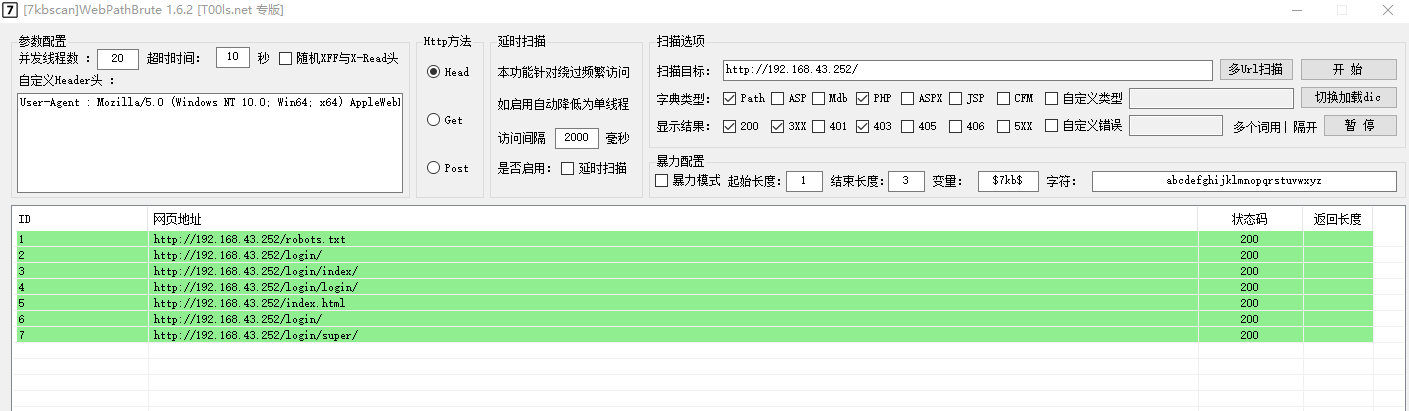 7 [7kbscan]WebPathBrute 1.6.2 [T00ls.net 专版]
参数配置
并发线程数 : 20 超时时间: 10 秒 随机XFF与X-Read头
自定义Header头 :
User-Agent : Mozilla/5.0 (Windows NT 10.0; Win64; x64) AppleWebK
Http方法
Head
Get
Post
延时扫描
本功能针对绕过频繁访问
如启用自动降低为单线程
访问间隔 2000 毫秒
是否启用: 延时扫描
扫描选项
扫描目标: http://192.168.43.252/ 多Url扫描 开 始
字典类型: Path ASP Mdb PHP ASPX JSP CFM 自定义类型 切换加载dic
显示结果: 200 3XX 401 403 405 406 5XX 自定义错误 多个词用| 隔开 暂 停
暴力配置
暴力模式 起始长度: 1 结束长度: 3 变量: $7kb$ 字符: abcdefghijklmnopqrstuvwxyz
ID 网页地址 状态码 返回长度
1 http://192.168.43.252/robots.txt 200
2 http://192.168.43.252/login/ 200
3 http://192.168.43.252/login/index/ 200
4 http://192.168.43.252/login/login/ 200
5 http://192.168.43.252/index.html 200
6 http://192.168.43.252/login/ 200
7 http://192.168.43.252/login/super/ 200